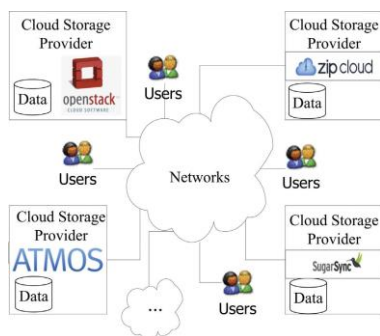 Cloud Storage
Provider
Data
openstack
CLOUD SOFTWARE
Users
Cloud Storage
Provider
zipcloud
Data
Users
Networks
Users
Cloud Storage
Provider
ATMOS
Data
...
Users
Cloud Storage
Provider
SugarSync
Data